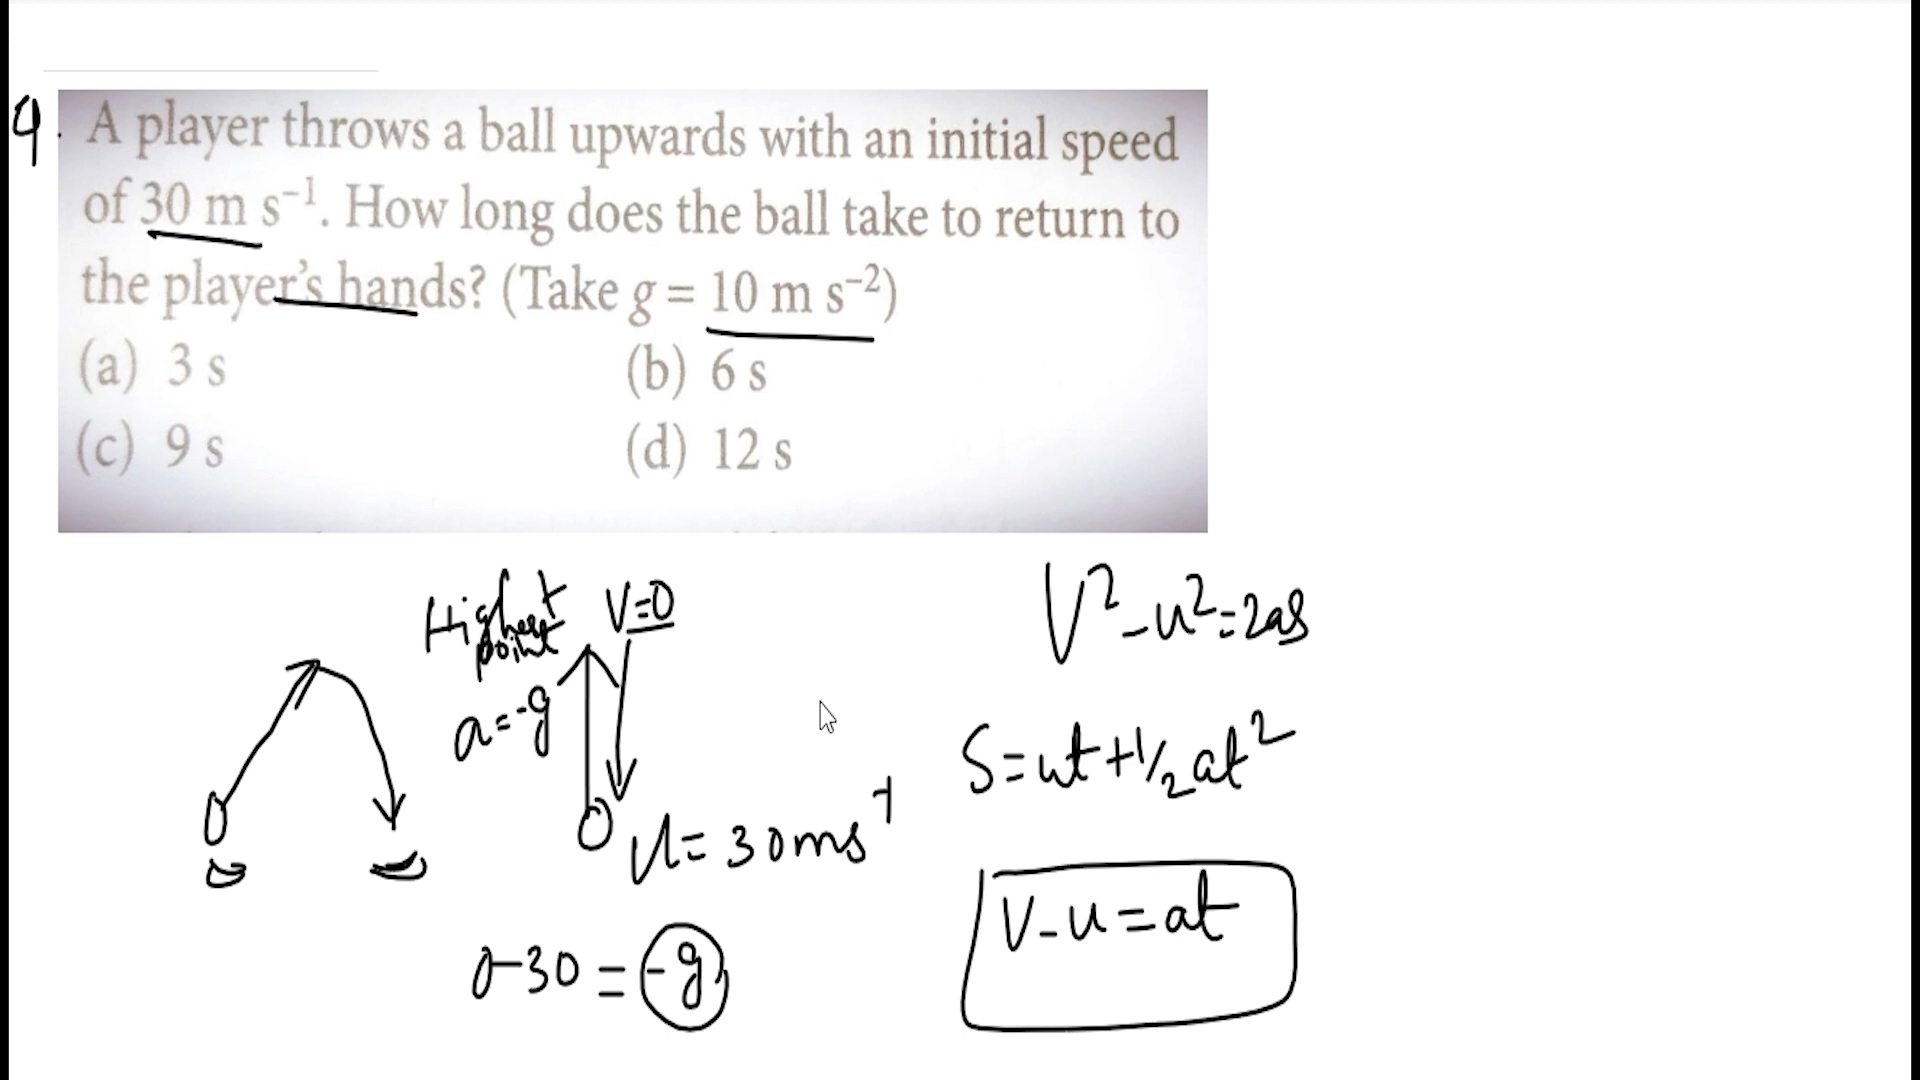 9. A player throws a ball upwards with an initial speed
of 30 m s⁻¹. How long does the ball take to return to
the player's hands? (Take g = 10 m s⁻²)
(a) 3 s (b) 6 s
(c) 9 s (d) 12 s
Highest point V=0
a=-g
U= 30ms⁻¹
0-30 = -g
V²-u²=2as
S=ut+1/2at²
V-u=at